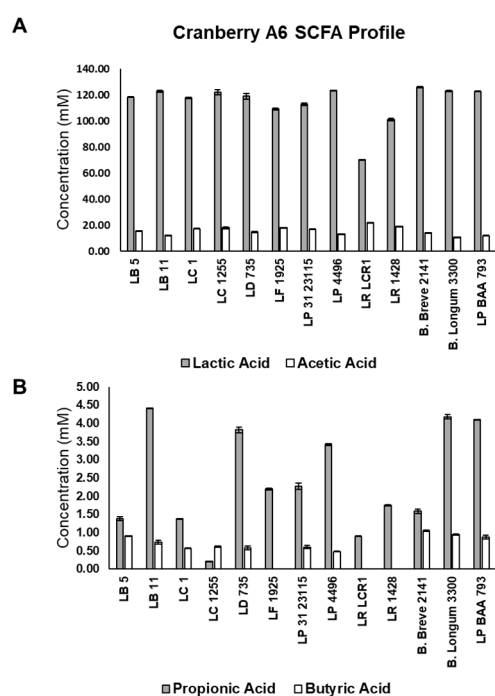 A
Cranberry A6 SCFA Profile
Concentration (mM)
140.00
120.00
100.00
80.00
60.00
40.00
20.00
0.00
LB 5
LB 11
LC 1
LC 1255
LD 735
LF 1925
LP 31 23115
LP 4496
LR LCR1
LR 1428
B. Breve 2141
B. Longum 3300
LP BAA 793
Lactic Acid
Acetic Acid
B
Concentration (mM)
5.00
4.50
4.00
3.50
3.00
2.50
2.00
1.50
1.00
0.50
0.00
LB 5
LB 11
LC 1
LC 1255
LD 735
LF 1925
LP 31 23115
LP 4496
LR LCR1
LR 1428
B. Breve 2141
B. Longum 3300
LP BAA 793
Propionic Acid
Butyric Acid